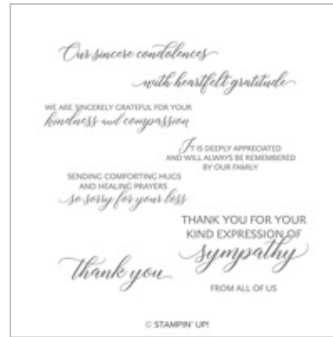 Our sincere condolences
with heartfelt gratitude
WE ARE SINCERELY GRATEFUL FOR YOUR
kindness and compassion
IT IS DEEPLY APPRECIATED
AND WILL ALWAYS BE REMEMBERED
BY OUR FAMILY
SENDING COMFORTING HUGS
AND HEALING PRAYERS
so sorry for your loss
THANK YOU FOR YOUR
KIND EXPRESSION OF
sympathy
thank you
FROM ALL OF US
© STAMPIN' UP!